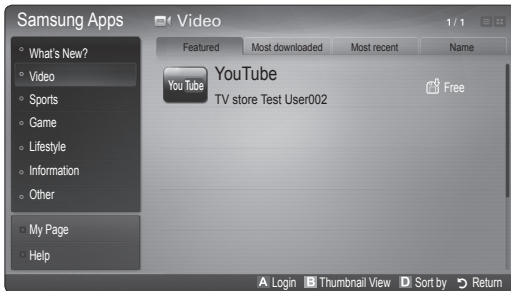 Samsung Apps
Video
1 / 1
What's New?
Video
Sports
Game
Lifestyle
Information
Other
My Page
Help
Featured
Most downloaded
Most recent
Name
You Tube
YouTube
TV store Test User002
Free
A Login B Thumbnail View D Sort by Return